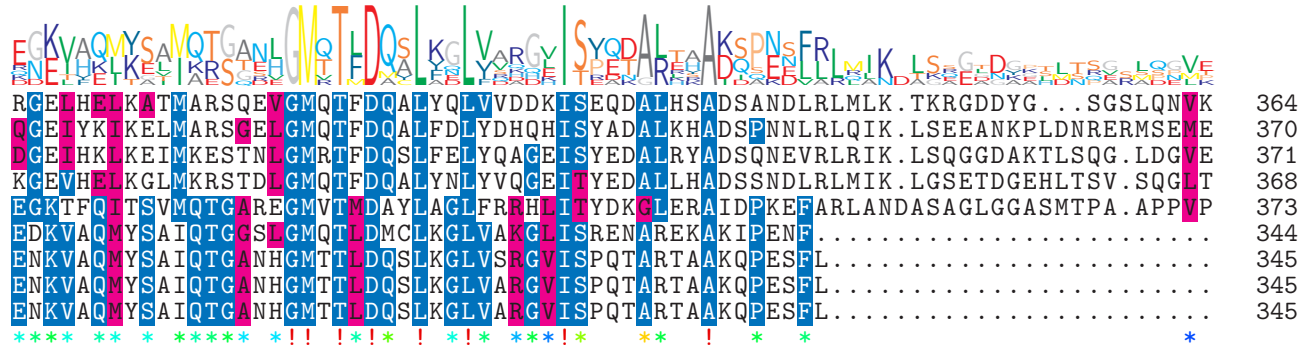 RGELHELKATMARSQEVGMQTFDQALYQLVVDDKISEQDALHSADSANDLRLMLK.TKRGDDYG...SGSLQNVK 364
QGEIYKIKELMARSGELGMQTFDQALFDLYDHQHISYADALKHADSPNNLRLQIK.LSEEANKPLDNRERMSEME 370
DGEIHKLKEIMKESTNLGMRTFDQSLFELYQAGEISYEDALRYADSQNEVRLRIK.LSQGGDAKTLSQG.LDGVE 371
KGEVHELKGLMKRSTDLGMQTFDQALYNLYVQGEITYEDALLHADSSNDLRLMIK.LGSETDGEHLTSV.SQGLT 368
EGKTFQITSVMQTGAREGMVTMDAYLAGLFRRHLITYDKGLERAIDPKEFARLANDASAGLGGASMTPA.APPVP 373
EDKVAQMYSAIQTGGSLGMQTLDMCLKGLVAKGLISRENAREKAKIPENF......................... 344
ENKVAQMYSAIQTGANHGMTTLDQSLKGLVSRGVISPQTARTAAKQPESFL........................ 345
ENKVAQMYSAIQTGANHGMTTLDQSLKGLVARGVISPQTARTAAKQPESFL........................ 345
ENKVAQMYSAIQTGANHGMTTLDQSLKGLVARGVISPQTARTAAKQPESFL........................ 345
**** ** * ***** *!! !*!* ! * * ***!* ** ! * * *